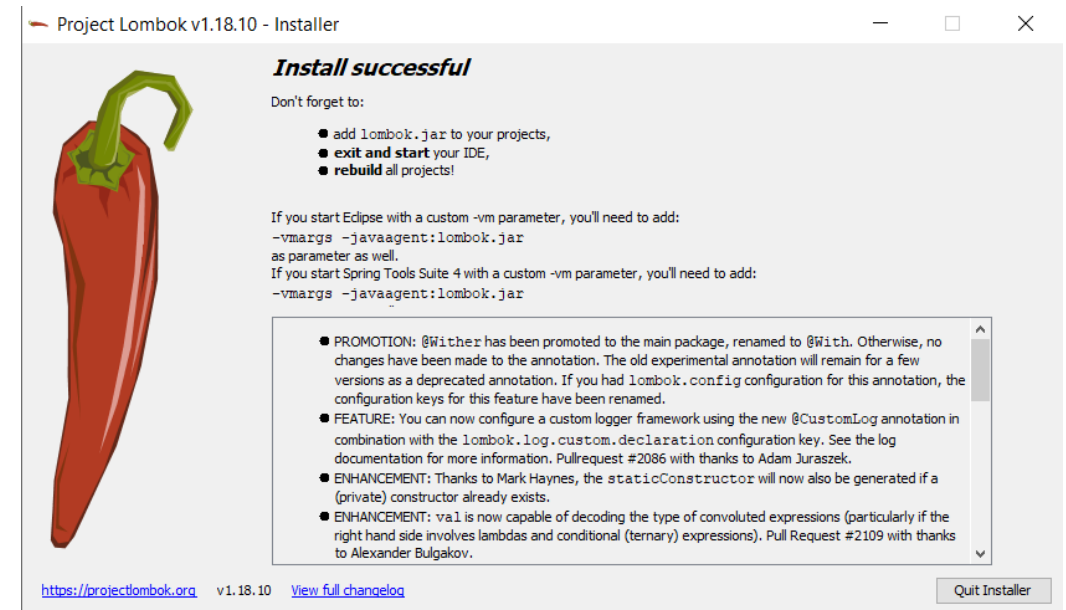 Project Lombok v1.18.10 - Installer
Install successful
Don't forget to:
add lombok.jar to your projects,
exit and start your IDE,
rebuild all projects!
If you start Eclipse with a custom -vm parameter, you'll need to add:
-vmargs -javaagent:lombok.jar
as parameter as well.
If you start Spring Tools Suite 4 with a custom -vm parameter, you'll need to add:
-vmargs -javaagent:lombok.jar
PROMOTION: @Wither has been promoted to the main package, renamed to @With. Otherwise, no
changes have been made to the annotation. The old experimental annotation will remain for a few
versions as a deprecated annotation. If you had lombok.config configuration for this annotation, the
configuration keys for this feature have been renamed.
FEATURE: You can now configure a custom logger framework using the new @CustomLog annotation in
combination with the lombok.log.custom.declaration configuration key. See the log
documentation for more information. Pullrequest #2086 with thanks to Adam Juraszek.
ENHANCEMENT: Thanks to Mark Haynes, the staticConstructor will now also be generated if a
(private) constructor already exists.
ENHANCEMENT: val is now capable of decoding the type of convoluted expressions (particularly if the
right hand side involves lambdas and conditional (ternary) expressions). Pull Request #2109 with thanks
to Alexander Bulgakov.
https://projectlombok.org v1.18.10 View full changelog Quit Installer